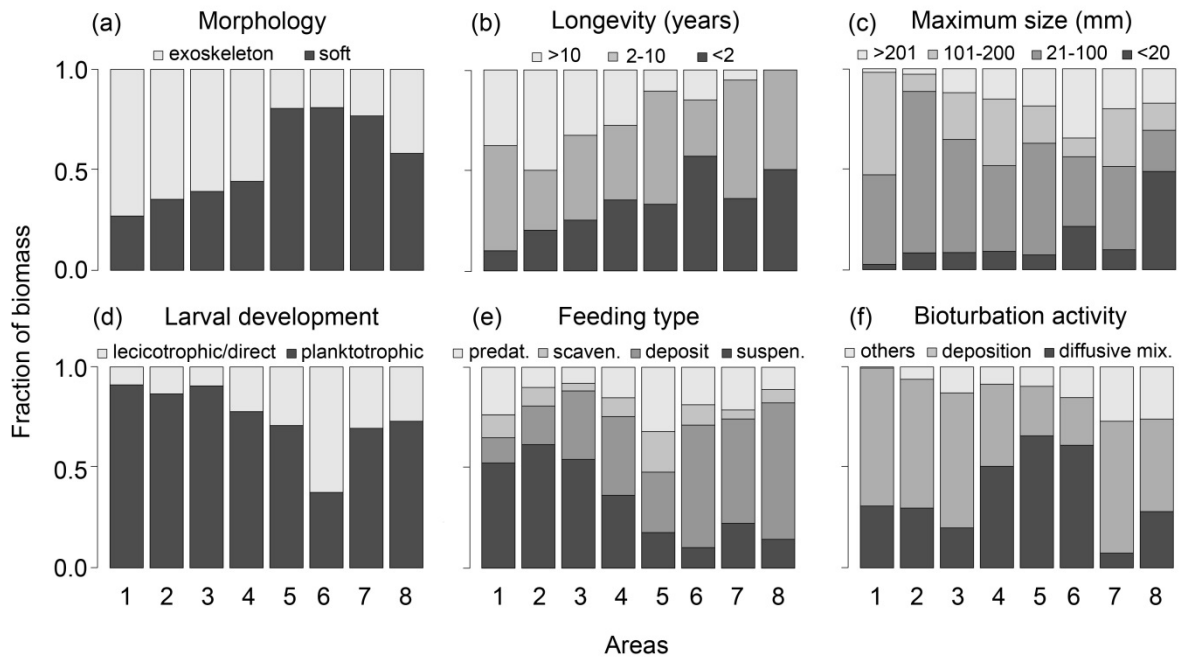 (a) Morphology
exoskeleton soft
(b) Longevity (years)
>10 2-10 <2
(c) Maximum size (mm)
>201 101-200 21-100 <20
1.0
0.5
0.0
(d) Larval development
lecicotrophic/direct planktotrophic
(e) Feeding type
predat. scaven. deposit suspen.
(f) Bioturbation activity
others deposition diffusive mix.
1.0
0.5
0.0
Fraction of biomass
1 2 3 4 5 6 7 8
1 2 3 4 5 6 7 8
1 2 3 4 5 6 7 8
Areas